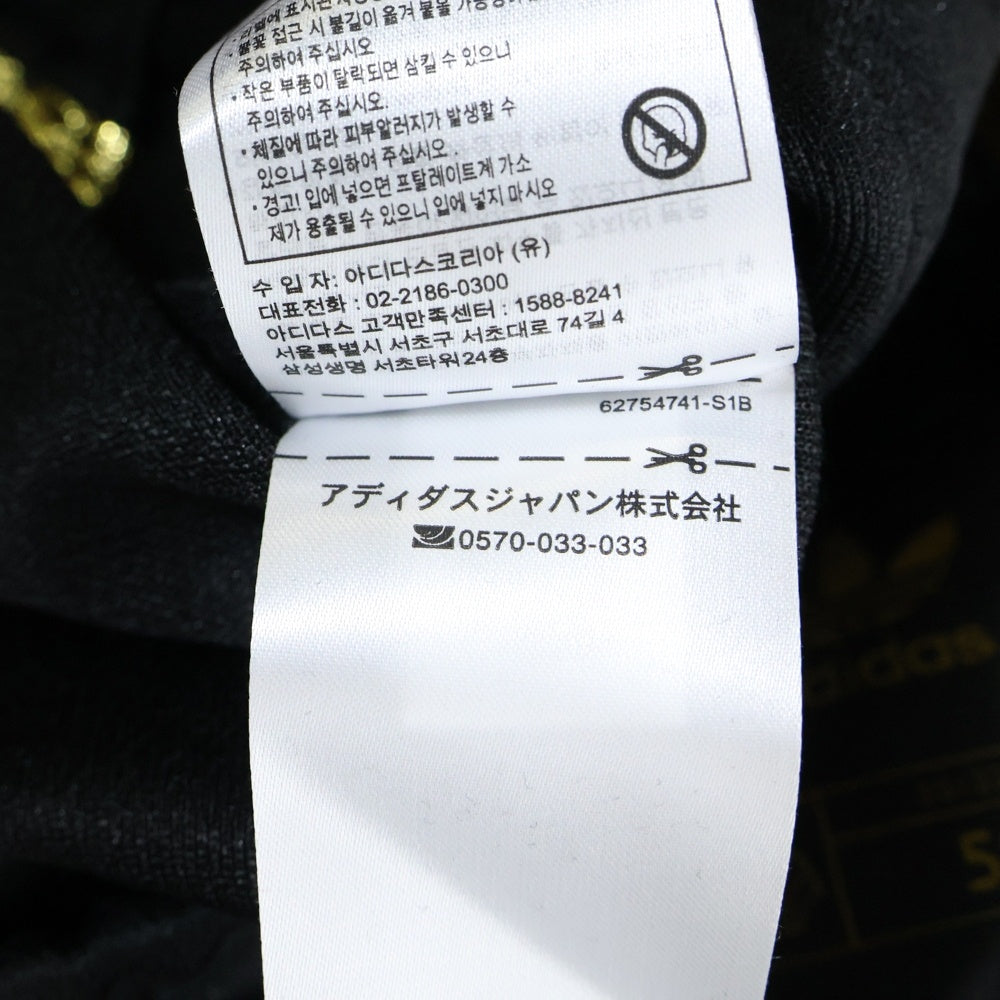 · 불꽃 접근 시 불길이 옮겨 붙을
주의하여 주십시오
· 작은 부품이 탈락되면 삼킬 수 있으니
주의하여 주십시오.
· 체질에 따라 피부알러지가 발생할 수
있으니 주의하여 주십시오.
· 경고! 입에 넣으면 프탈레이트계 가소
제가 용출될 수 있으니 입에 넣지 마시오
수 입 자: 아디다스코리아 (유)
대표전화 : 02-2186-0300
아디다스 고객만족센터 : 1588-8241
서울특별시 서초구 서초대로 74길 4
삼성생명 서초타워24층
62754741-S1B
アディダスジャパン株式会社
0570-033-033
adidas